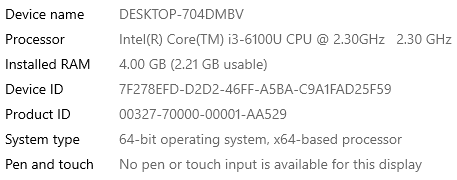 Device name DESKTOP-704DMBV
Processor Intel(R) Core(TM) i3-6100U CPU @ 2.30GHz 2.30 GHz
Installed RAM 4.00 GB (2.21 GB usable)
Device ID 7F278EFD-D2D2-46FF-A5BA-C9A1FAD25F59
Product ID 00327-70000-00001-AA529
System type 64-bit operating system, x64-based processor
Pen and touch No pen or touch input is available for this display